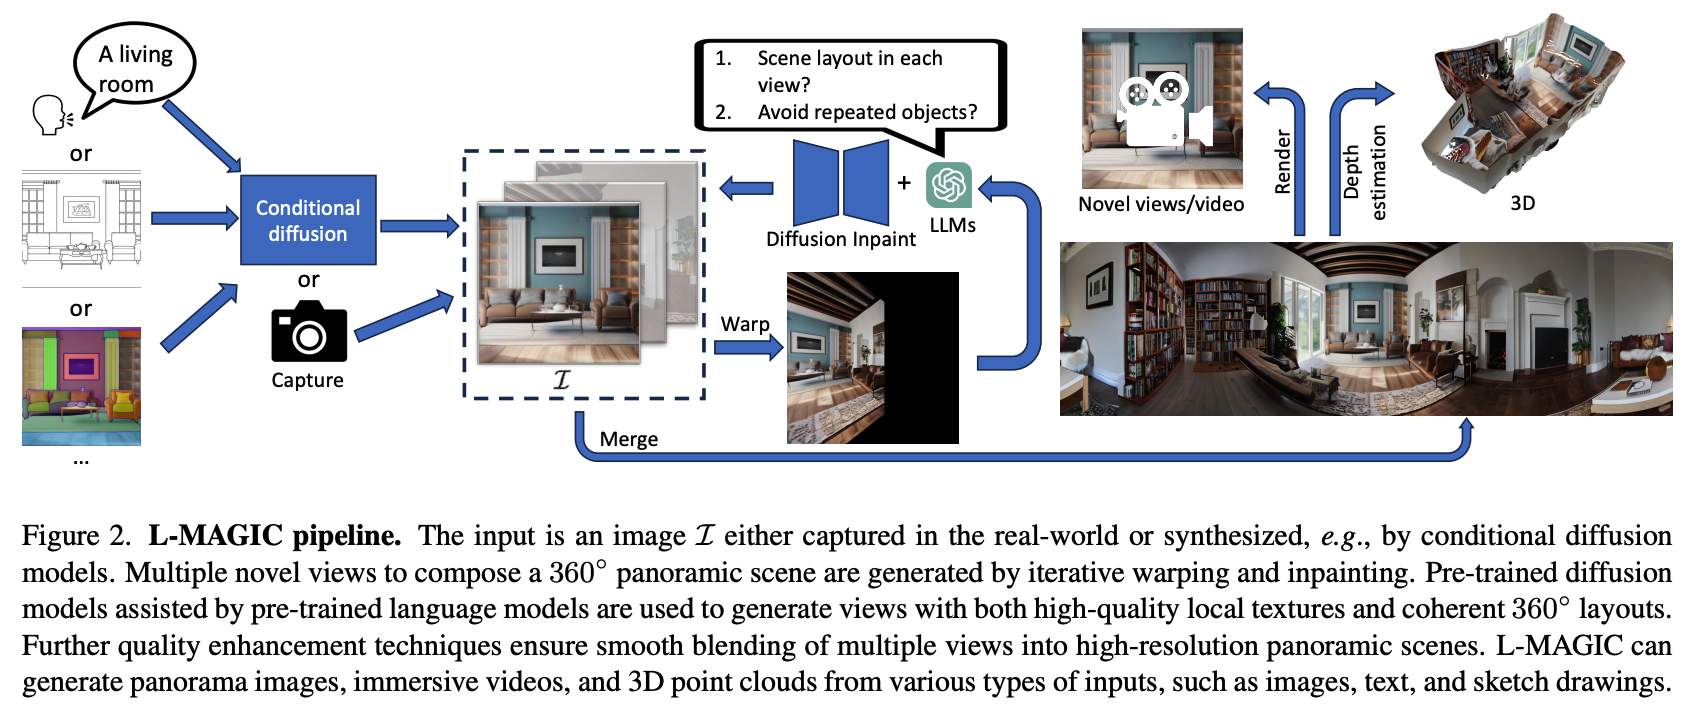 A living
room
or
or
...
Conditional
diffusion
or
Capture
ℐ
1. Scene layout in each
view?
2. Avoid repeated objects?
+
Diffusion Inpaint
LLMs
Warp
Merge
Novel views/video
Render
Depth
estimation
3D
Figure 2. L-MAGIC pipeline. The input is an image ℐ either captured in the real-world or synthesized, e.g., by conditional diffusion
models. Multiple novel views to compose a 360° panoramic scene are generated by iterative warping and inpainting. Pre-trained diffusion
models assisted by pre-trained language models are used to generate views with both high-quality local textures and coherent 360° layouts.
Further quality enhancement techniques ensure smooth blending of multiple views into high-resolution panoramic scenes. L-MAGIC can
generate panorama images, immersive videos, and 3D point clouds from various types of inputs, such as images, text, and sketch drawings.